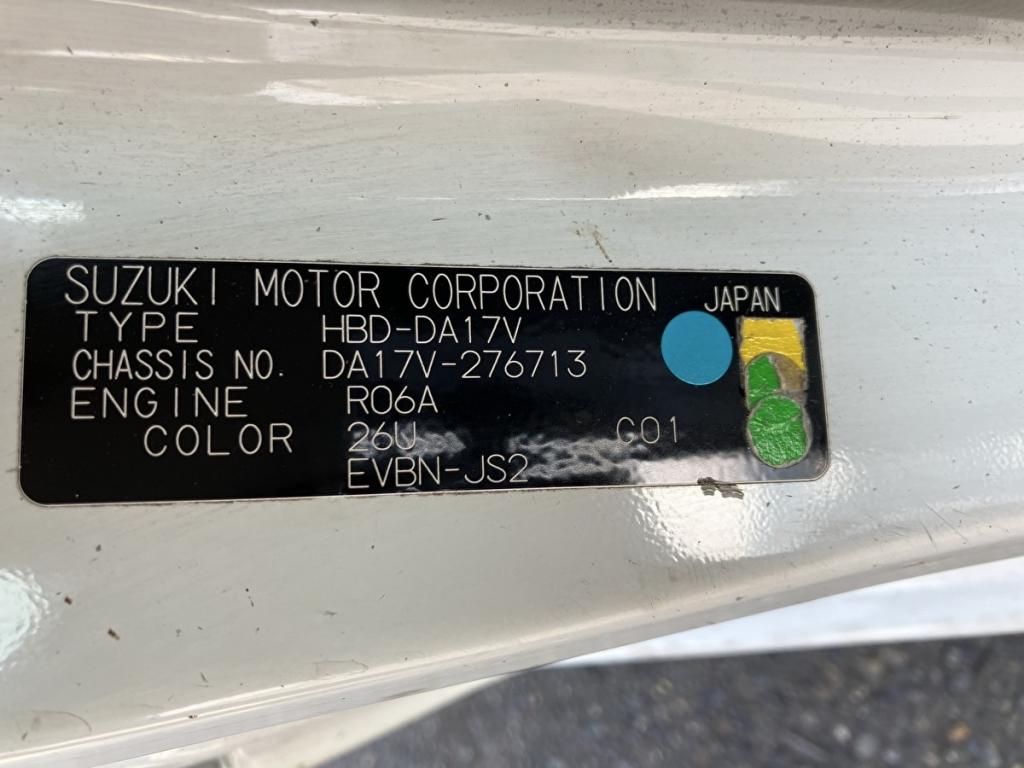 SUZUKI MOTOR CORPORATION JAPAN
TYPE HBD-DA17V
CHASSIS NO. DA17V-276713
ENGINE R06A
COLOR 26U C01
EVBN-JS2